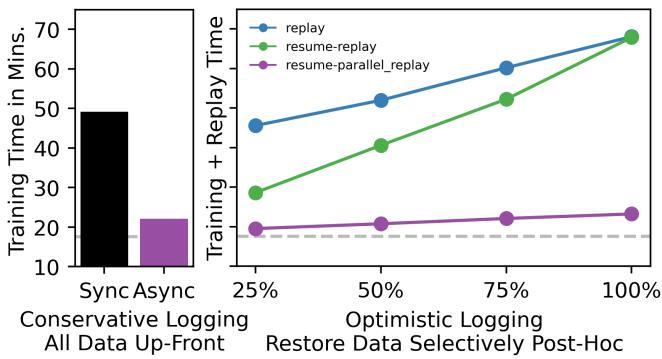 Training Time in Mins.
70
60
50
40
30
20
10
Sync Async
Conservative Logging
All Data Up-Front
Training + Replay Time
replay
resume-replay
resume-parallel_replay
25% 50% 75% 100%
Optimistic Logging
Restore Data Selectively Post-Hoc